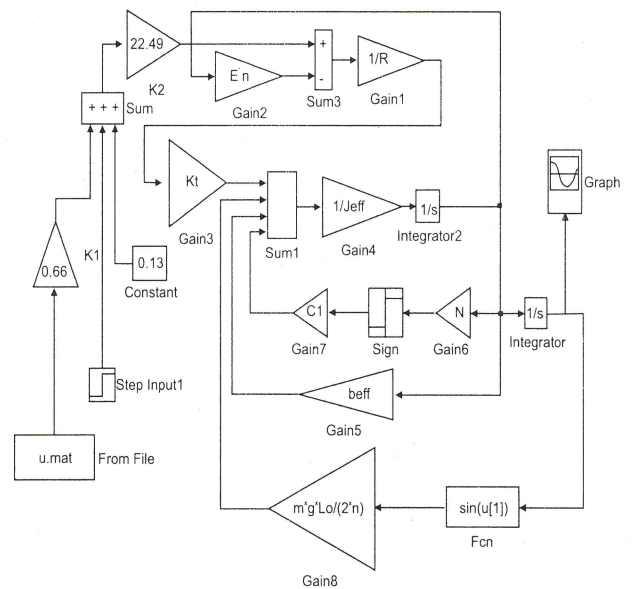 22.49
K2
+ + +
Sum
E'n
Gain2
+
-
Sum3
1/R
Gain1
Kt
Gain3
Sum1
1/Jeff
Gain4
1/s
Integrator2
Graph
0.66
K1
0.13
Constant
C1
Gain7
Sign
N
Gain6
1/s
Integrator
Step Input1
beff
Gain5
u.mat
From File
m*g*Lo/(2*n)
Gain8
sin(u[1])
Fcn